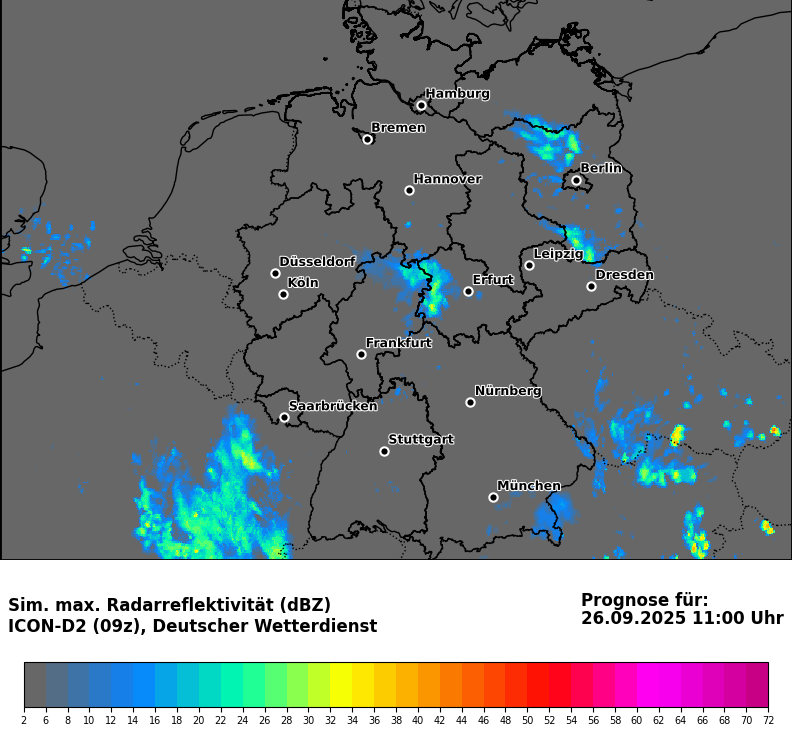 Hamburg
Bremen
Berlin
Hannover
Leipzig
Düsseldorf
Dresden
Erfurt
Köln
Frankfurt
Nürnberg
Saarbrücken
Stuttgart
München
Sim. max. Radarreflektivität (dBZ)
ICON-D2 (09z), Deutscher Wetterdienst
Prognose für:
26.09.2025 11:00 Uhr
2 6 8 10 12 14 16 18 20 22 24 26 28 30 32 34 36 38 40 42 44 46 48 50 52 54 56 58 60 62 64 66 68 70 72